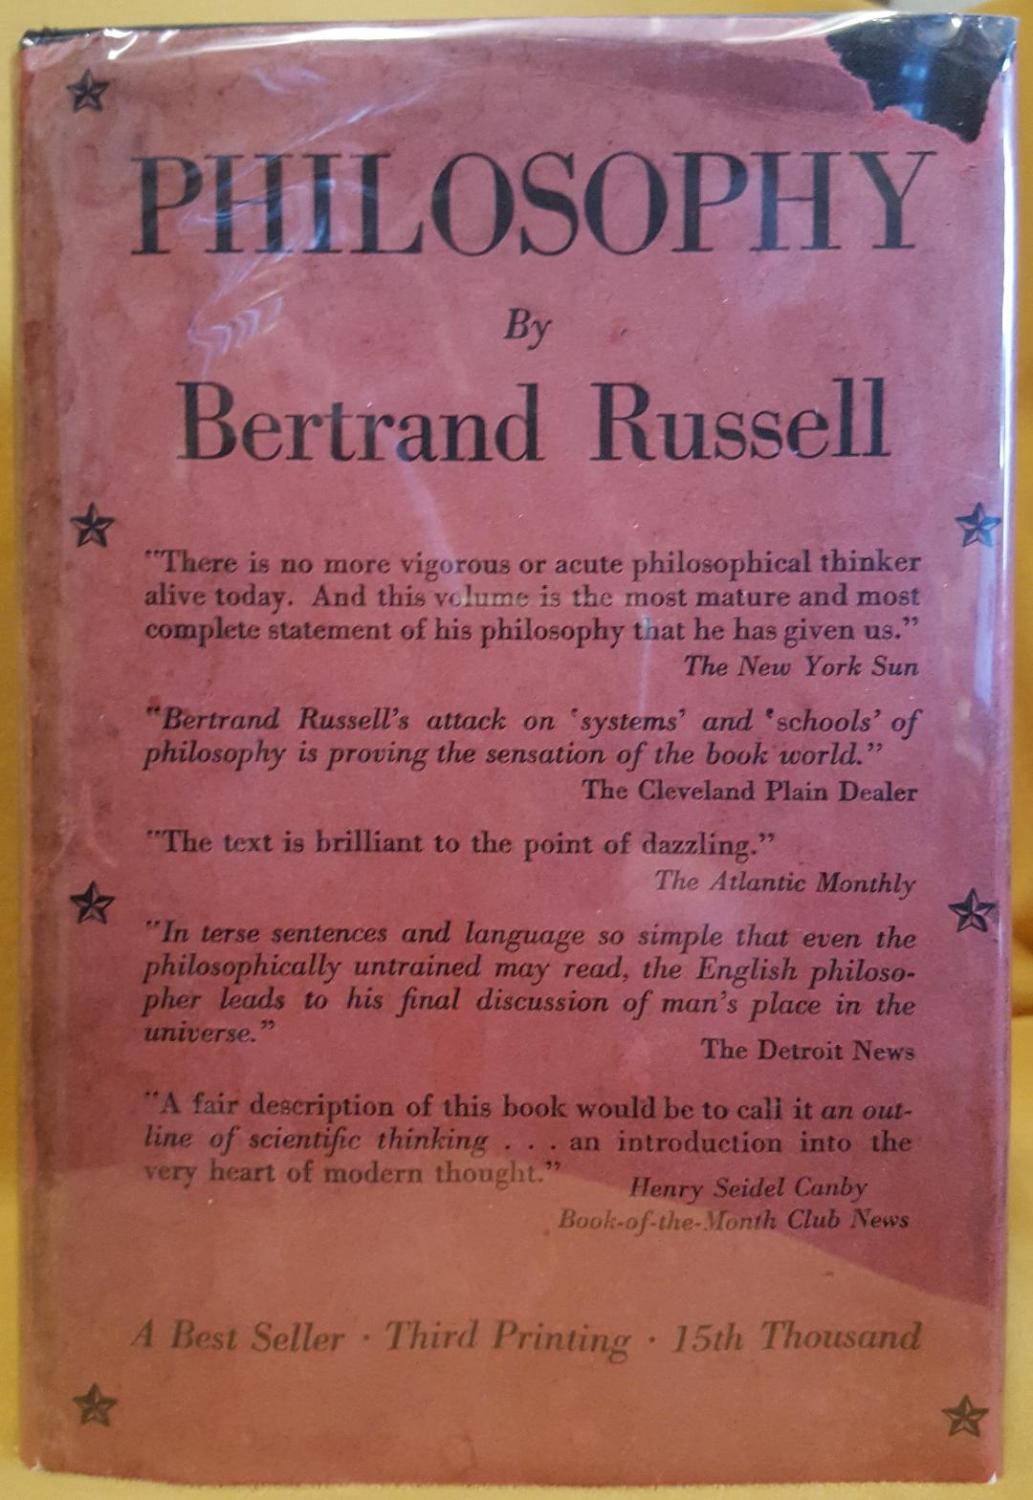 PHILOSOPHY
By
Bertrand Russell
"There is no more vigorous or acute philosophical thinker
alive today. And this volume is the most mature and most
complete statement of his philosophy that he has given us."
The New York Sun
"Bertrand Russell's attack on 'systems' and 'schools' of
philosophy is proving the sensation of the book world."
The Cleveland Plain Dealer
"The text is brilliant to the point of dazzling."
The Atlantic Monthly
"In terse sentences and language so simple that even the
philosophically untrained may read, the English philoso-
pher leads to his final discussion of man's place in the
universe."
The Detroit News
"A fair description of this book would be to call it an out-
line of scientific thinking . . . an introduction into the
very heart of modern thought."
Henry Seidel Canby
Book-of-the-Month Club News
A Best Seller · Third Printing · 15th Thousand